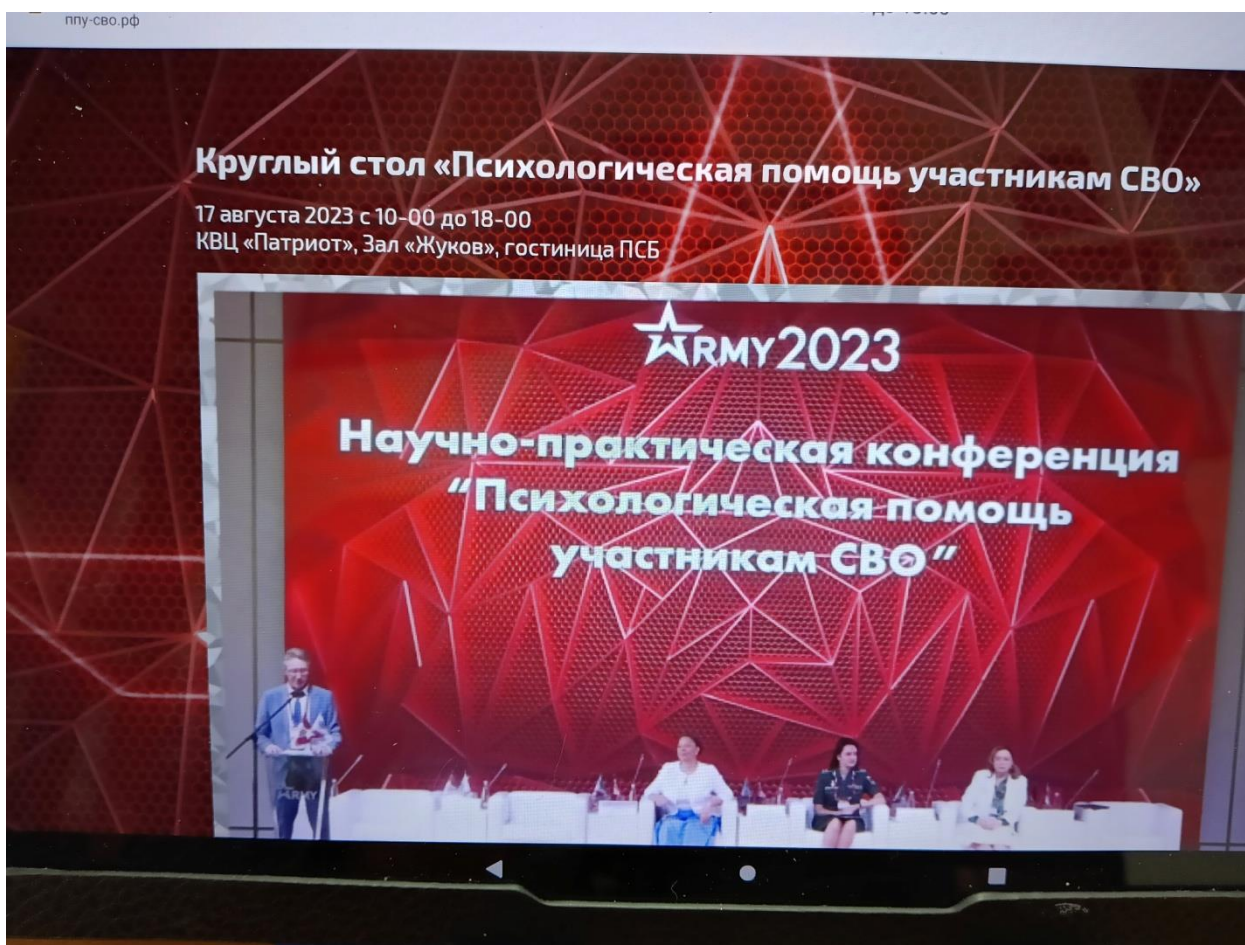 ппу-сво.рф
Круглый стол «Психологическая помощь участникам СВО»
17 августа 2023 с 10-00 до 18-00
КВЦ «Патриот», Зал «Жуков», гостиница ПСБ
ARMY2023
Научно-практическая конференция
"Психологическая помощь
участникам СВО"
ARMY